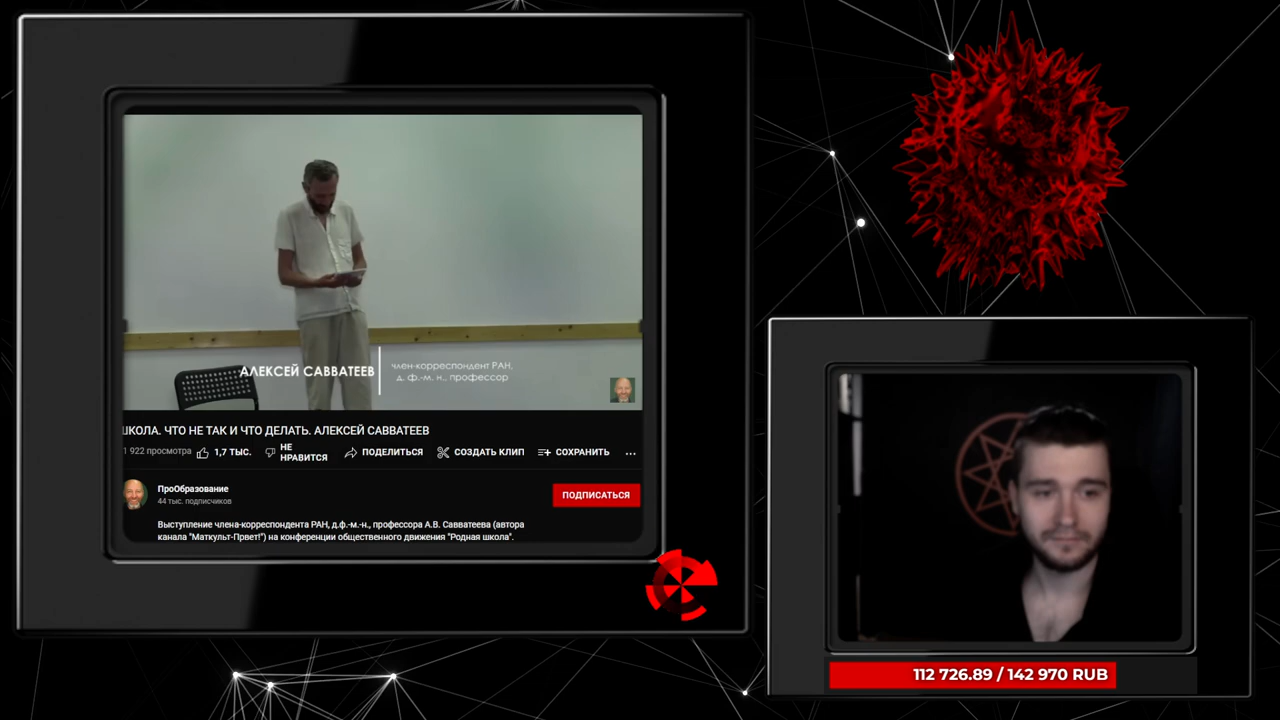 АЛЕКСЕЙ САВВАТЕЕВ
член-корреспондент РАН,
д. ф.-м. н., профессор
ШКОЛА. ЧТО НЕ ТАК И ЧТО ДЕЛАТЬ. АЛЕКСЕЙ САВВАТЕЕВ
1 922 просмотра 1,7 ТЫС. НЕ НРАВИТСЯ ПОДЕЛИТЬСЯ СОЗДАТЬ КЛИП СОХРАНИТЬ
ПроОбразование
44 тыс. подписчиков
ПОДПИСАТЬСЯ
Выступление члена-корреспондента РАН, д.ф.-м.-н., профессора А.В. Савватеева (автора
канала "Маткульт-Првет!") на конференции общественного движения "Родная школа".
112 726.89 / 142 970 RUB